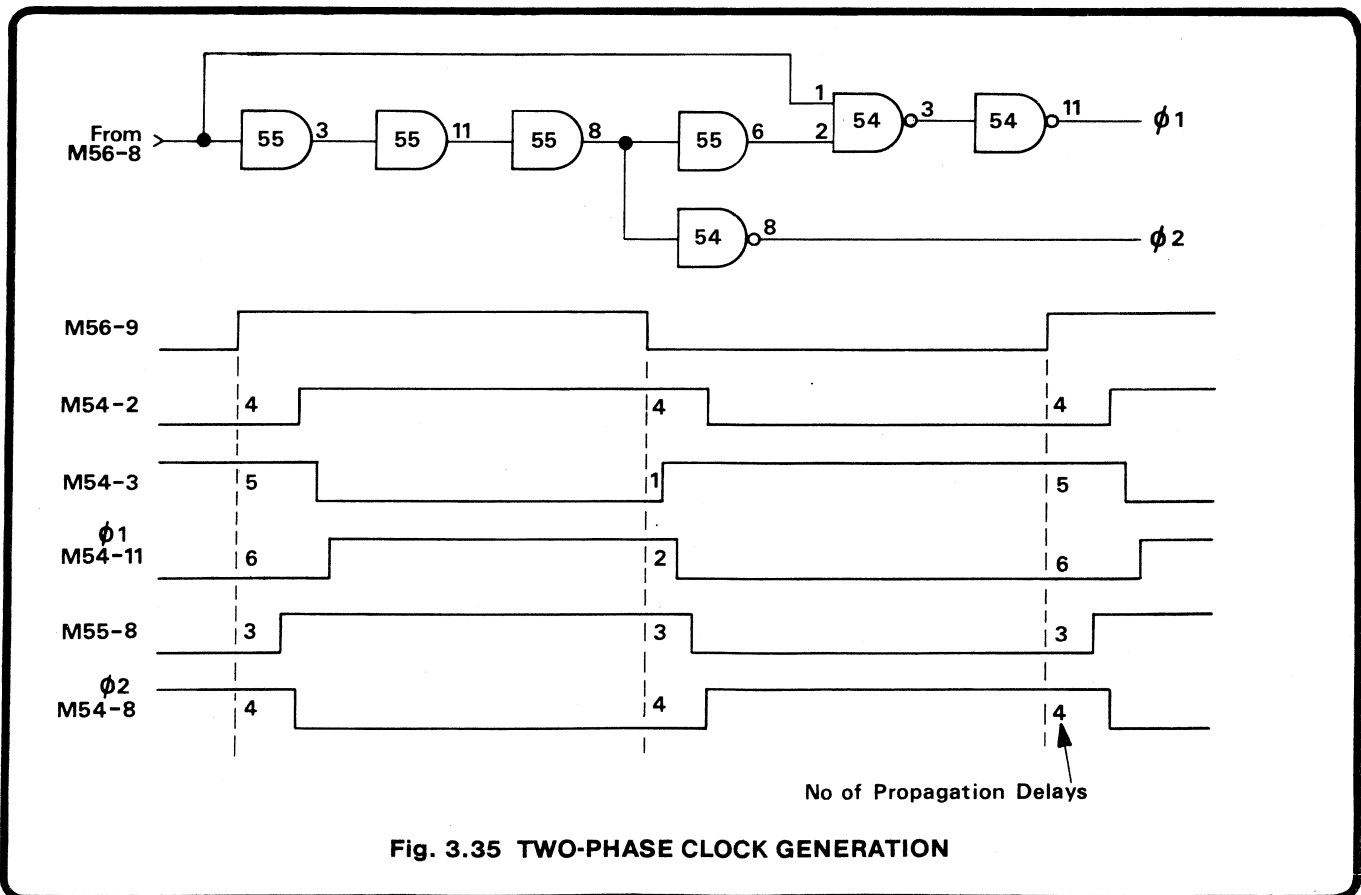 1 3 11
From 3 11 8 6 2 54 54 ϕ1
M56-8 55 55 55 55
8
54 ϕ2
M56-9
M54-2 4 4 4
M54-3 5 1 5
ϕ1
M54-11 6 2 6
M55-8 3 3 3
ϕ2
M54-8 4 4 4
No of Propagation Delays
Fig. 3.35 TWO-PHASE CLOCK GENERATION